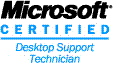 Microsoft®
CERTIFIED
Desktop Support
Technician